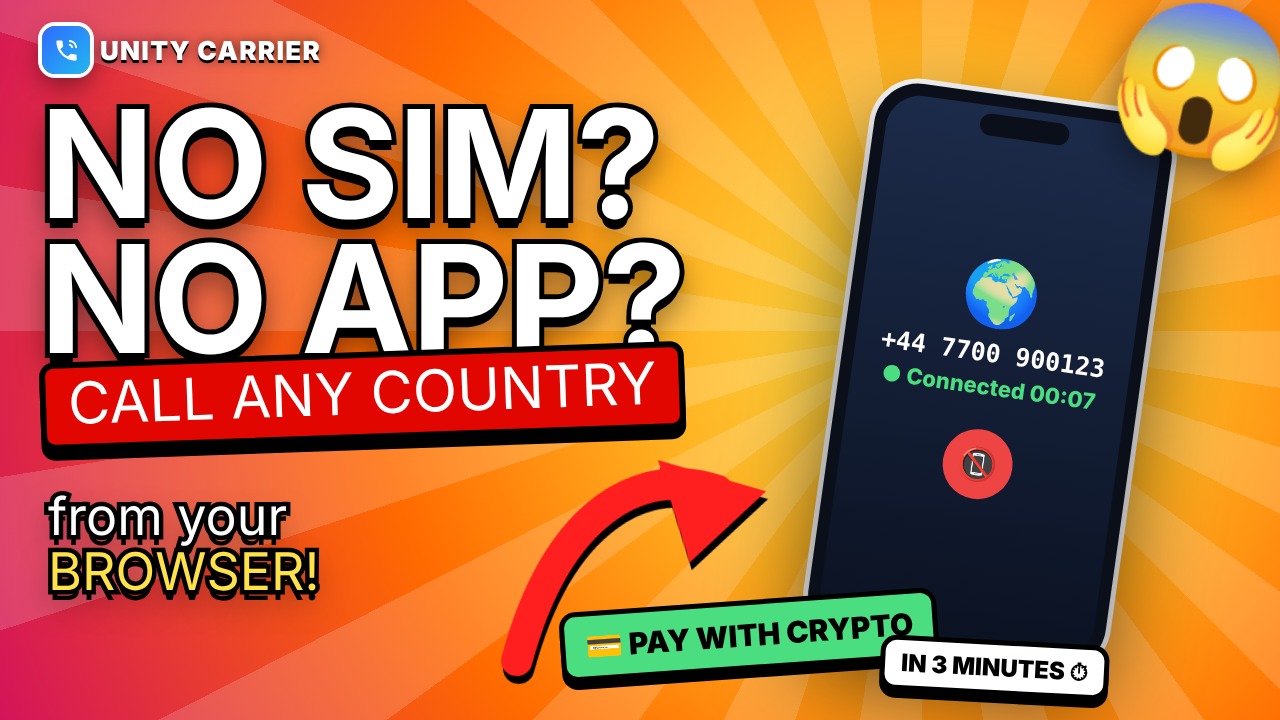 UNITY CARRIER
NO SIM?
NO APP?
CALL ANY COUNTRY
from your
BROWSER!
+44 7700 900123
Connected 00:07
PAY WITH CRYPTO
IN 3 MINUTES